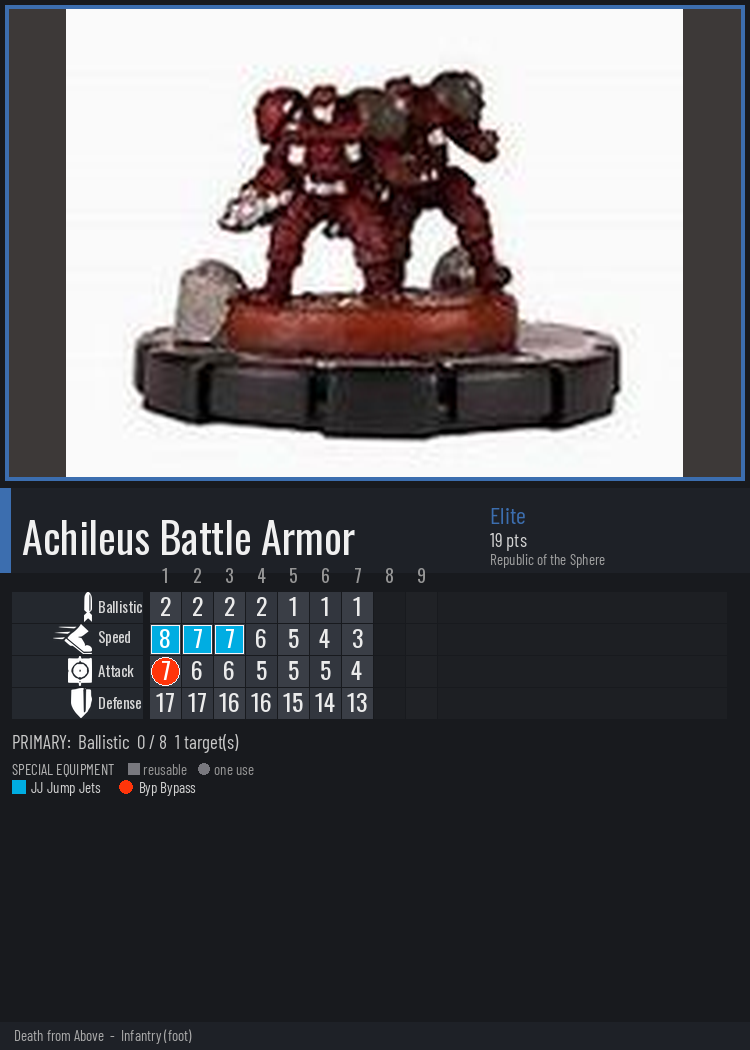 Achileus Battle Armor
Elite
19 pts
Republic of the Sphere
1 2 3 4 5 6 7 8 9
Ballistic 2 2 2 2 1 1 1
Speed 8 7 7 6 5 4 3
Attack 7 6 6 5 5 5 4
Defense 17 17 16 16 15 14 13
PRIMARY: Ballistic 0 / 8 1 target(s)
SPECIAL EQUIPMENT reusable one use
JJ Jump Jets Byp Bypass
Death from Above - Infantry (foot)